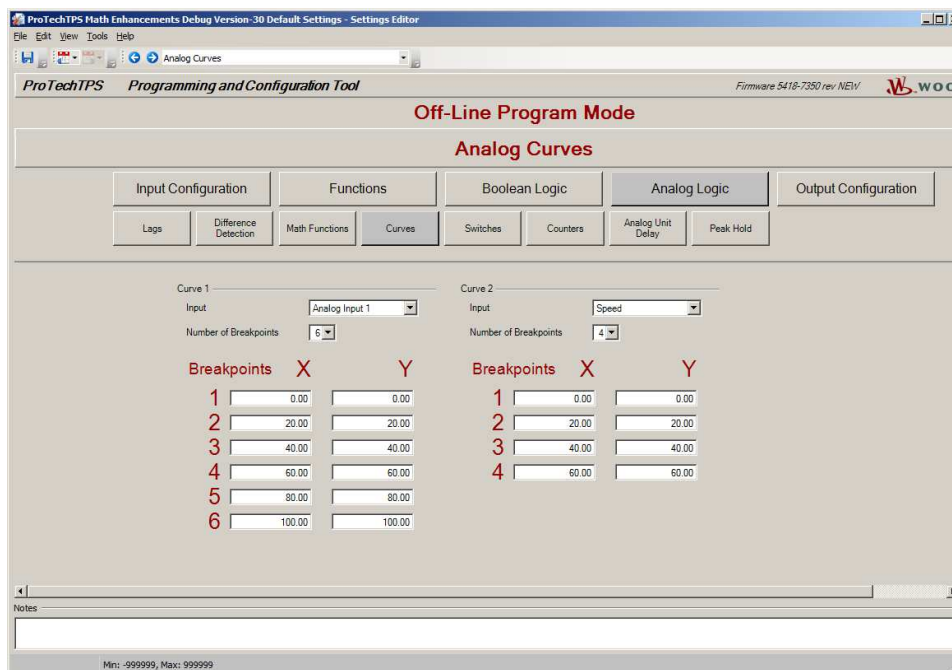 ProTechTPS Math Enhancements Debug Version-30 Default Settings - Settings Editor
File Edit View Tools Help
Analog Curves
ProTechTPS Programming and Configuration Tool Firmware 5418-7350 rev NEW
Off-Line Program Mode
Analog Curves
Input Configuration Functions Boolean Logic Analog Logic Output Configuration
Lags Difference Detection Math Functions Curves Switches Counters Analog Unit Delay Peak Hold
Curve 1 Curve 2
Input Analog Input 1 Input Speed
Number of Breakpoints 6 Number of Breakpoints 4
Breakpoints X Y Breakpoints X Y
1 0.00 0.00 1 0.00 0.00
2 20.00 20.00 2 20.00 20.00
3 40.00 40.00 3 40.00 40.00
4 60.00 60.00 4 60.00 60.00
5 80.00 80.00
6 100.00 100.00
Notes
Min: -999999, Max: 999999